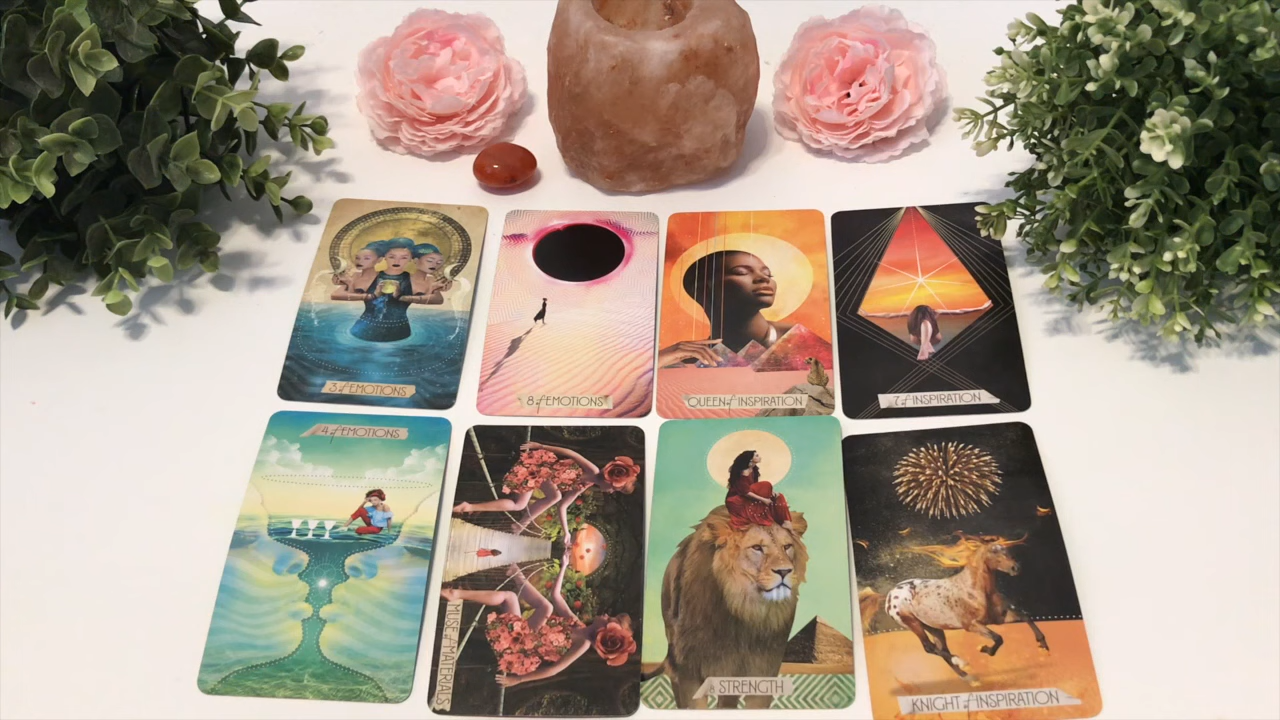 3 of EMOTIONS
8 of EMOTIONS
QUEEN of INSPIRATION
7 of INSPIRATION
4 of EMOTIONS
MUSE of MATERIALS
8 STRENGTH
KNIGHT of INSPIRATION